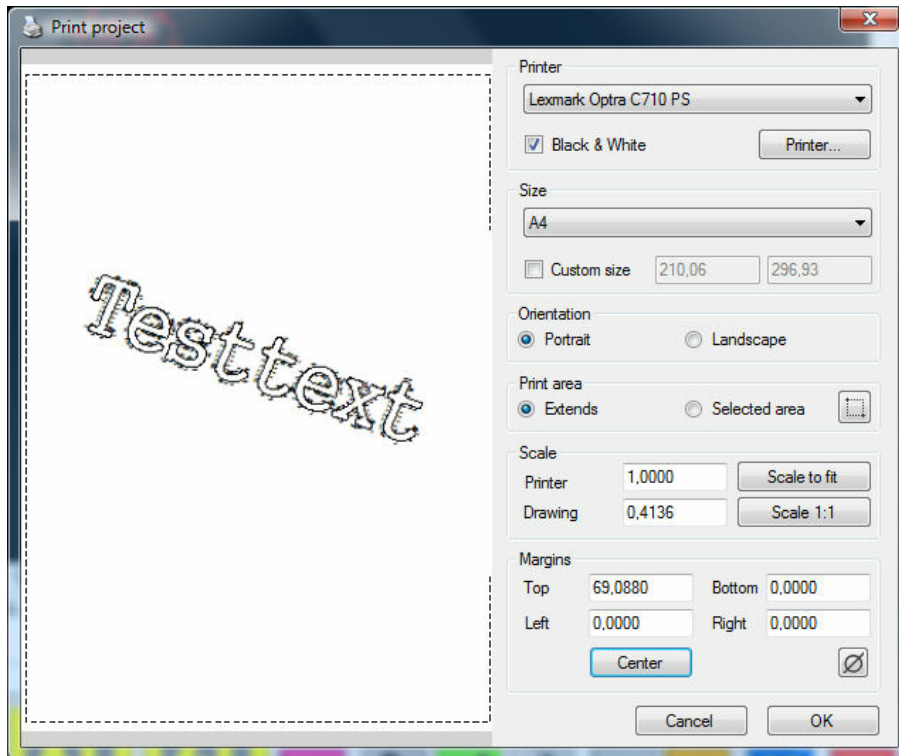 Print project
Testtext
Printer
Lexmark Optra C710 PS
Black & White
Printer...
Size
A4
Custom size 210,06 296,93
Orientation
Portrait Landscape
Print area
Extends Selected area
Scale
Printer 1,0000 Scale to fit
Drawing 0,4136 Scale 1:1
Margins
Top 69,0880 Bottom 0,0000
Left 0,0000 Right 0,0000
Center
Cancel OK